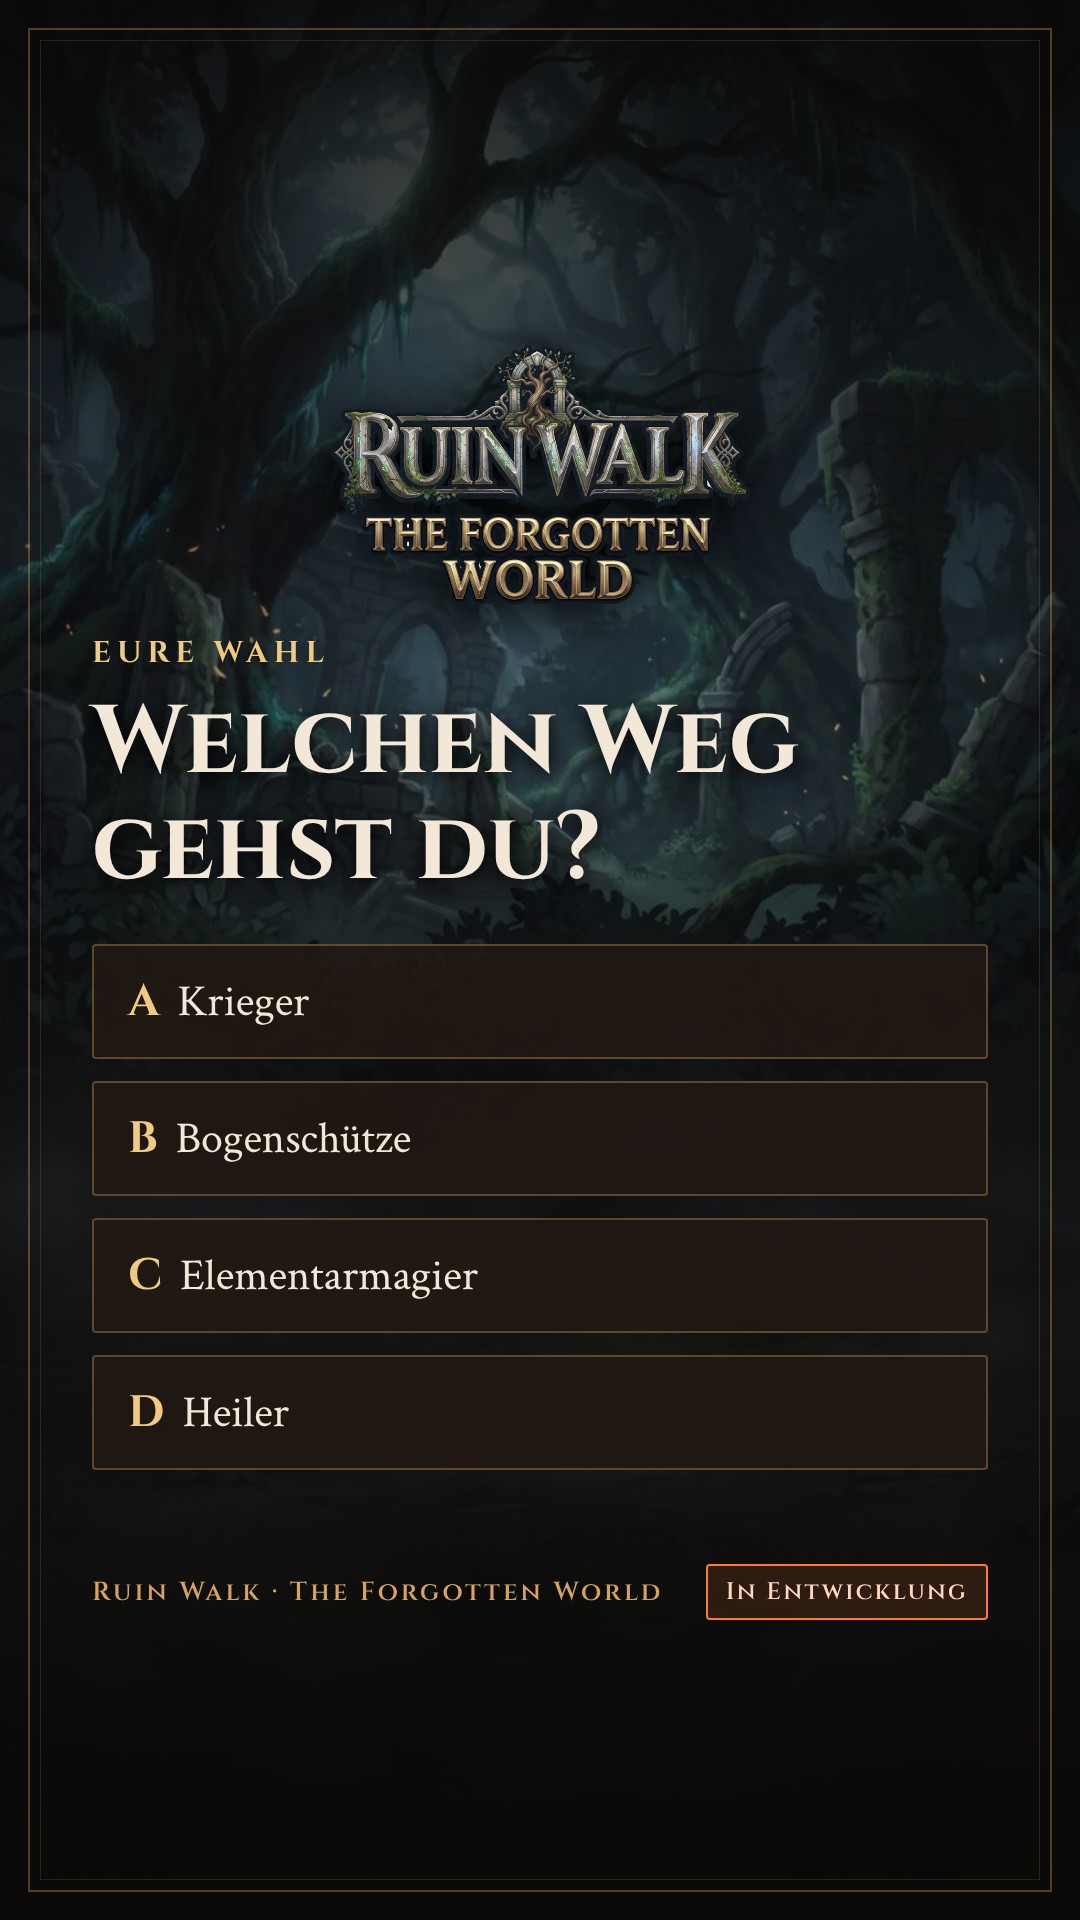 RUIN WALK
THE FORGOTTEN
WORLD
EURE WAHL
Welchen Weg
gehst du?
A Krieger
B Bogenschütze
C Elementarmagier
D Heiler
Ruin Walk · The Forgotten World
In Entwicklung